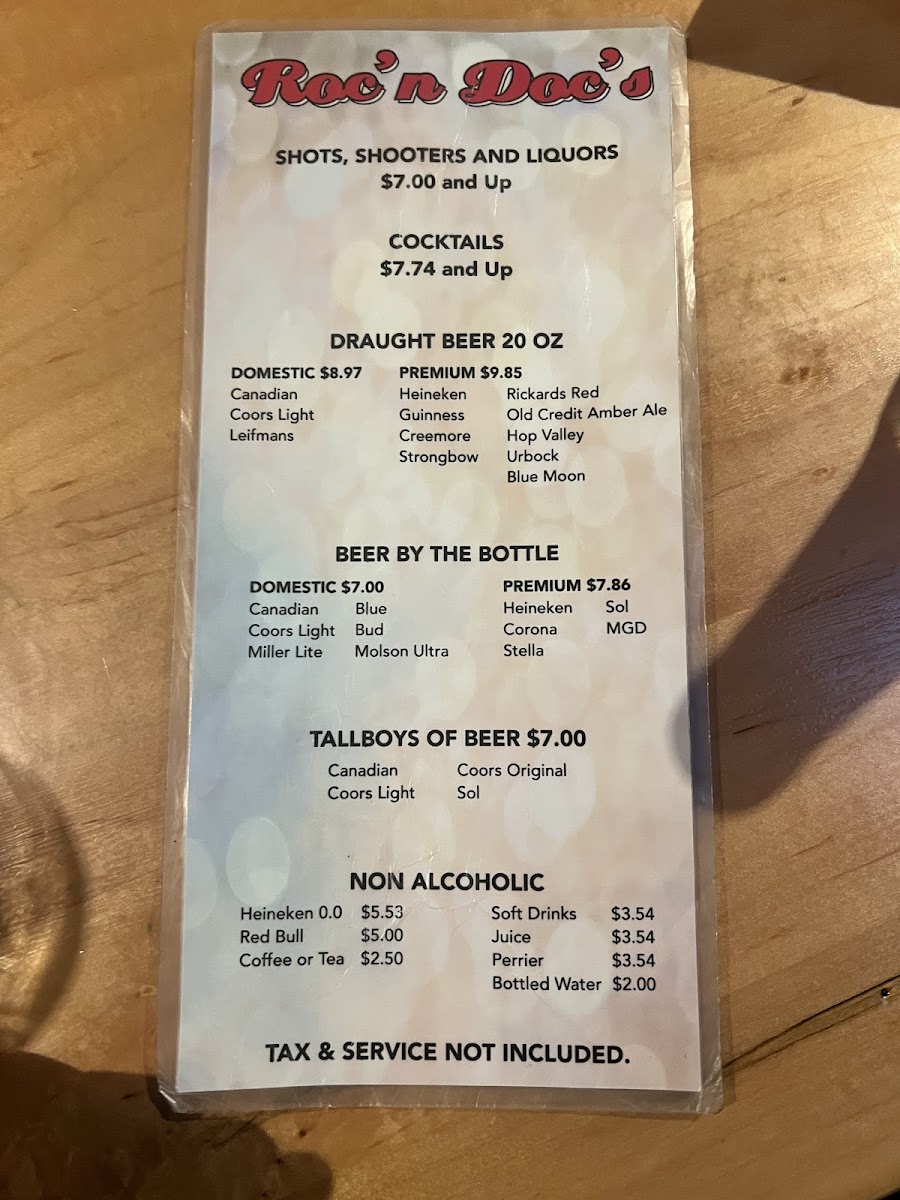 Roc'n Doc's
SHOTS, SHOOTERS AND LIQUORS
$7.00 and Up
COCKTAILS
$7.74 and Up
DRAUGHT BEER 20 OZ
DOMESTIC $8.97
Canadian
Coors Light
Leifmans
PREMIUM $9.85
Heineken
Guinness
Creemore
Strongbow
Rickards Red
Old Credit Amber Ale
Hop Valley
Urbock
Blue Moon
BEER BY THE BOTTLE
DOMESTIC $7.00
Canadian Blue
Coors Light Bud
Miller Lite Molson Ultra
PREMIUM $7.86
Heineken Sol
Corona MGD
Stella
TALLBOYS OF BEER $7.00
Canadian Coors Original
Coors Light Sol
NON ALCOHOLIC
Heineken 0.0 $5.53
Red Bull $5.00
Coffee or Tea $2.50
Soft Drinks $3.54
Juice $3.54
Perrier $3.54
Bottled Water $2.00
TAX & SERVICE NOT INCLUDED.